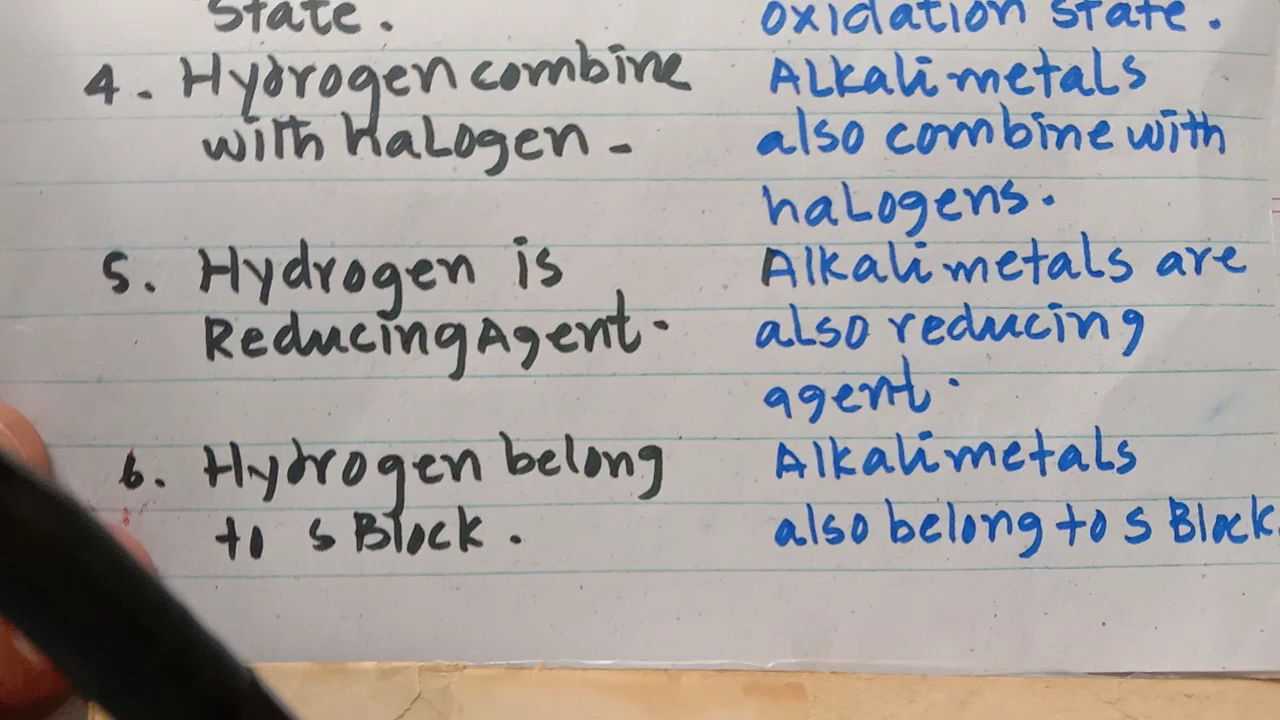 State.
oxidation state.
4. Hydrogen combine
with haLogen.
ALkali metals
also combine with
haLogens.
5. Hydrogen is
Reducing Agent.
Alkali metals are
also reducing
agent.
6. Hydrogen belong
to s Block.
Alkali metals
also belong to s Block.